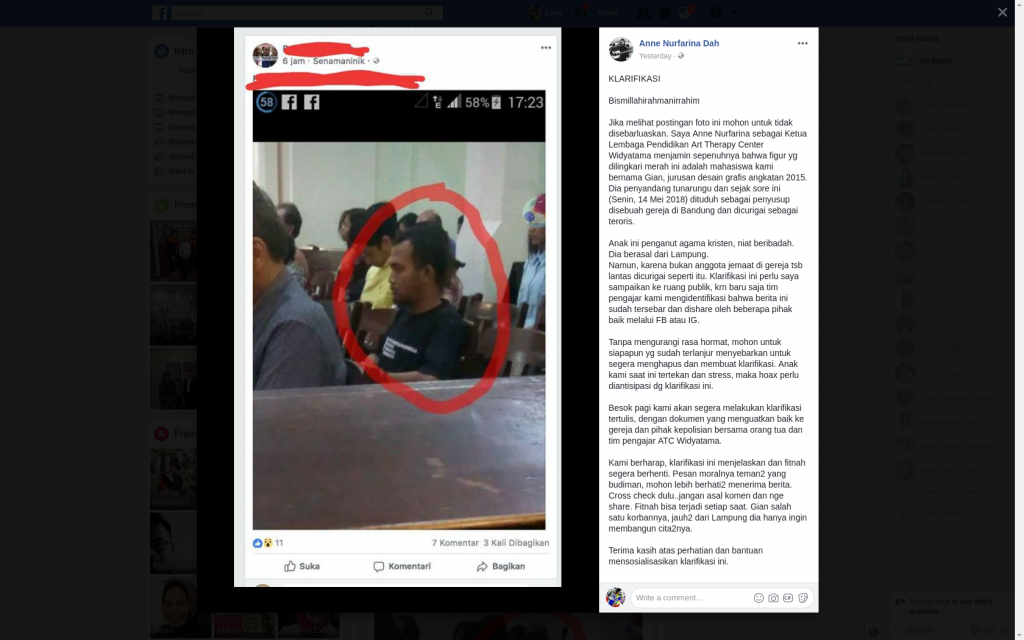 Search
Intro
Photo
Frien
6 jam · Senamaninik ·
58
58%
17:23
11
7 Komentar 3 Kali Dibagikan
Suka
Komentari
Bagikan
Anne Nurfarina Dah
Yesterday ·
KLARIFIKASI
Bismillahirahmanirrahim
Jika melihat postingan foto ini mohon untuk tidak
disebarluaskan. Saya Anne Nurfarina sebagai Ketua
Lembaga Pendidikan Art Therapy Center
Widyatama menjamin sepenuhnya bahwa figur yg
dilingkari merah ini adalah mahasiswa kami
bernama Gian, jurusan desain grafis angkatan 2015.
Dia penyandang tunarungu dan sejak sore ini
(Senin, 14 Mei 2018) dituduh sebagai penyusup
disebuah gereja di Bandung dan dicurigai sebagai
teroris.
Anak ini penganut agama kristen, niat beribadah.
Dia berasal dari Lampung.
Namun, karena bukan anggota jemaat di gereja tsb
lantas dicurigai seperti itu. Klarifikasi ini perlu saya
sampaikan ke ruang publik, krn baru saja tim
pengajar kami mengidentifikasi bahwa berita ini
sudah tersebar dan dishare oleh beberapa pihak
baik melalui FB atau IG.
Tanpa mengurangi rasa hormat, mohon untuk
siapapun yg sudah terlanjur menyebarkan untuk
segera menghapus dan membuat klarifikasi. Anak
kami saat ini tertekan dan stress, maka hoax perlu
diantisipasi dg klarifikasi ini.
Besok pagi kami akan segera melakukan klarifikasi
tertulis, dengan dokumen yang menguatkan baik ke
gereja dan pihak kepolisian bersama orang tua dan
tim pengajar ATC Widyatama.
Kami berharap, klarifikasi ini menjelaskan dan fitnah
segera berhenti. Pesan moralnya teman2 yang
budiman, mohon lebih berhati2 menerima berita.
Cross check dulu..jangan asal komen dan nge
share. Fitnah bisa terjadi setiap saat. Gian salah
satu korbannya, jauh2 dari Lampung dia hanya ingin
membangun cita2nya.
Terima kasih atas perhatian dan bantuan
mensosialisasikan klarifikasi ini.
Write a comment...
YOUR PAGES